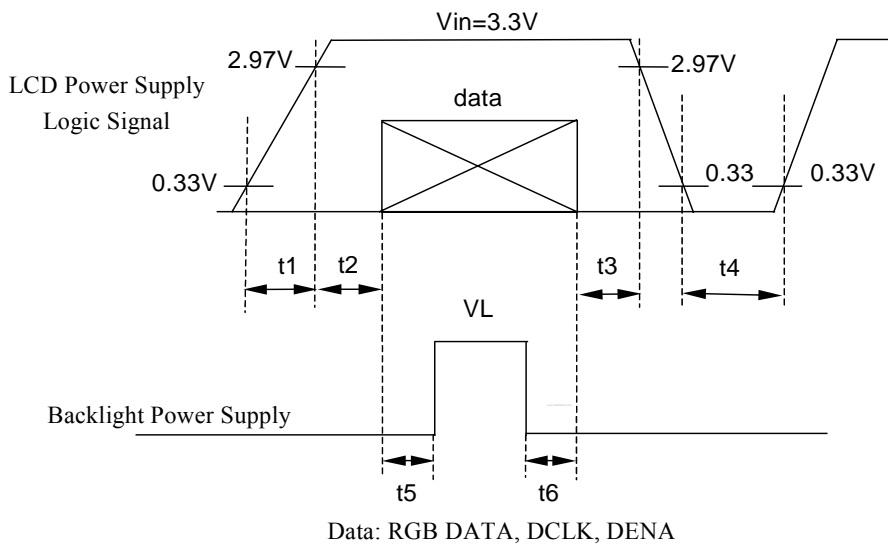 Vin=3.3V
2.97V
2.97V
LCD Power Supply
Logic Signal
data
0.33V
0.33
0.33V
t1
t2
t3
t4
VL
Backlight Power Supply
t5
t6
Data: RGB DATA, DCLK, DENA